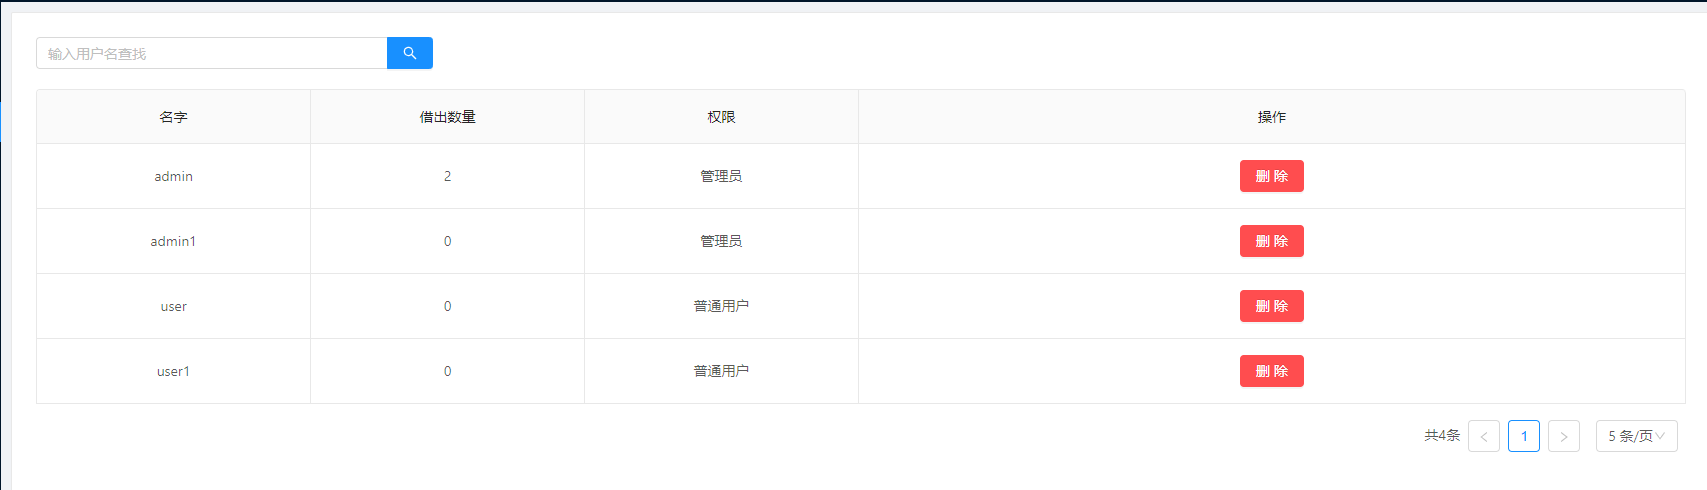 输入用户名查找
名字 借出数量 权限 操作
admin 2 管理员 删 除
admin1 0 管理员 删 除
user 0 普通用户 删 除
user1 0 普通用户 删 除
共4条 1 5 条/页